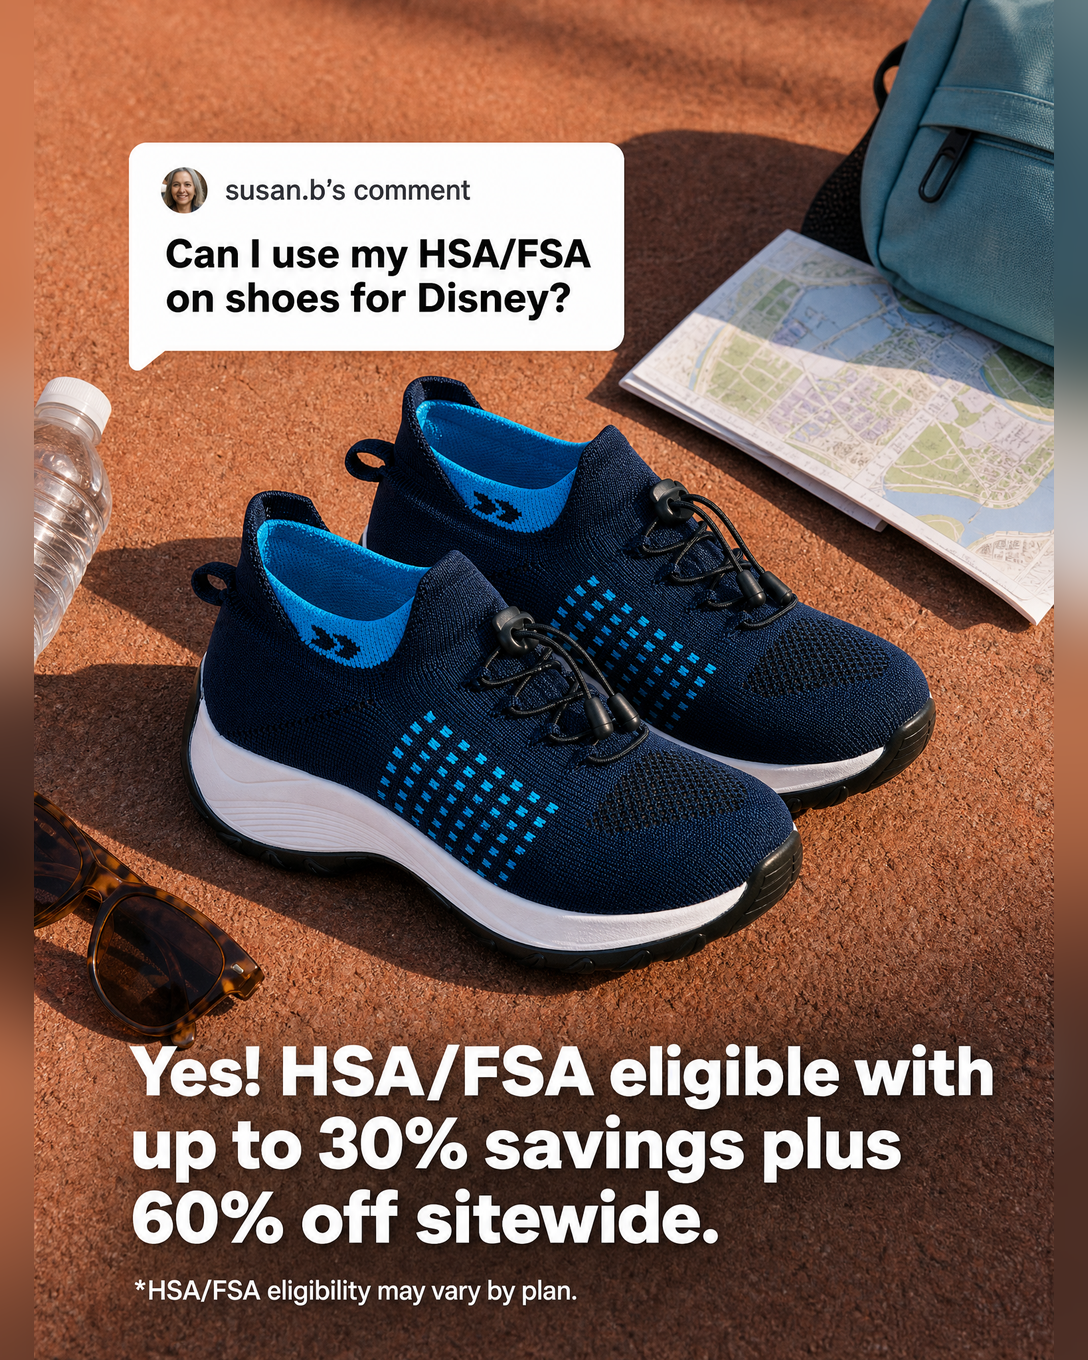 susan.b’s comment
Can I use my HSA/FSA
on shoes for Disney?
Yes! HSA/FSA eligible with
up to 30% savings plus
60% off sitewide.
*HSA/FSA eligibility may vary by plan.